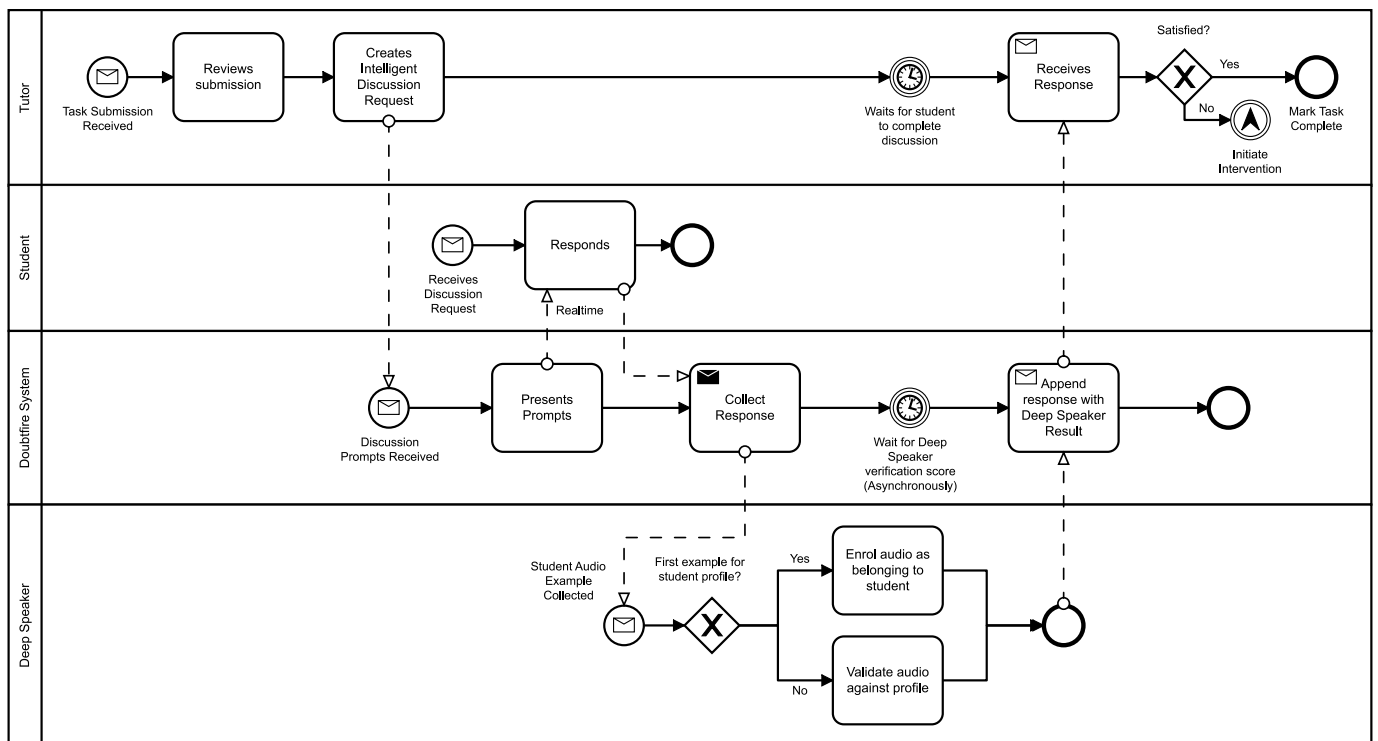 Tutor
Task Submission
Received
Reviews
submission
Creates
Intelligent
Discussion
Request
Waits for student
to complete
discussion
Receives
Response
Satisfied?
Yes
No
Initiate
Intervention
Mark Task
Complete
Student
Receives
Discussion
Request
Responds
Realtime
Doubtfire System
Discussion
Prompts Received
Presents
Prompts
Collect
Response
Wait for Deep
Speaker
verification score
(Asynchronously)
Append
response with
Deep Speaker
Result
Deep Speaker
Student Audio
Example
Collected
First example for
student profile?
Yes
No
Enrol audio as
belonging to
student
Validate audio
against profile